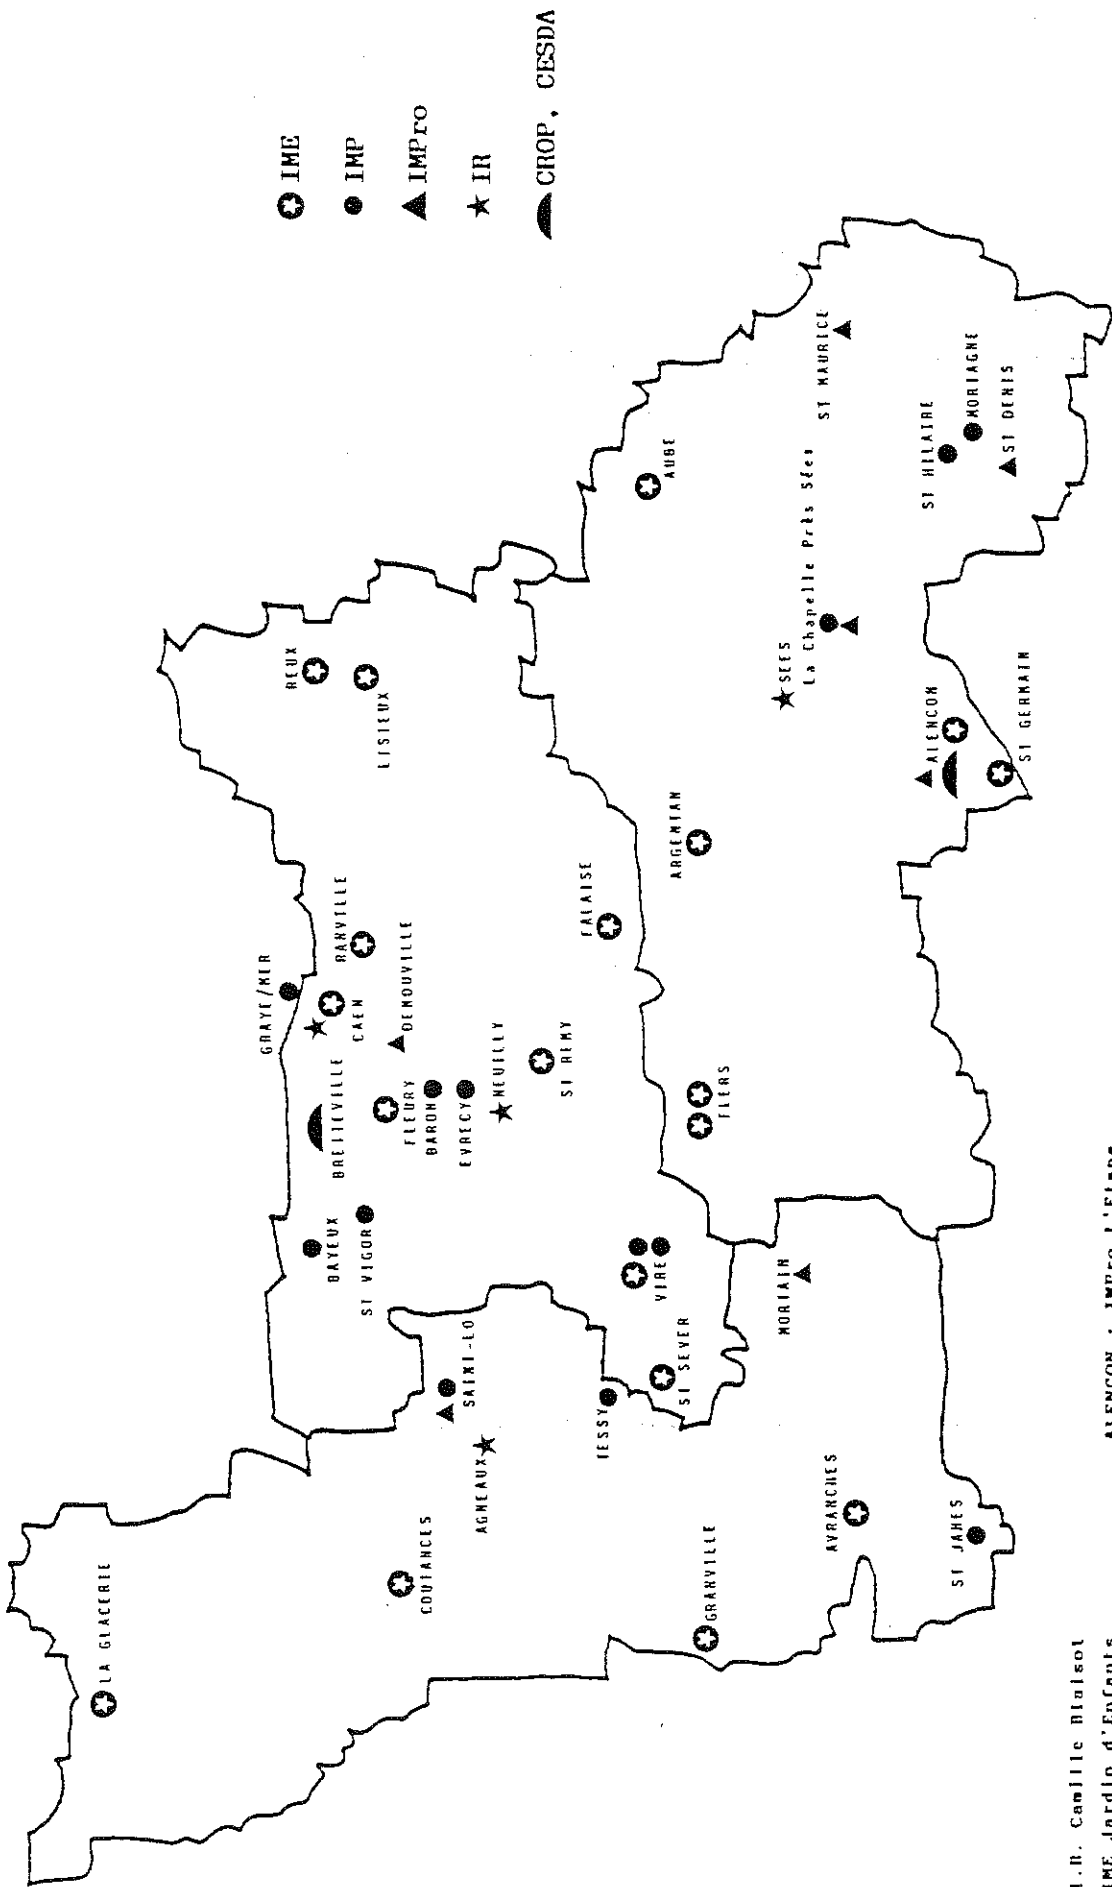 IME
IMP
IMPro
IR
CROP, CESDA
LA GLACERIE
COUTANCES
AGNEAUX
SAINT-LO
BAYEUX
ST VIGOR
BRETTEVILLE
GRAYE/MER
CAEN
RANVILLE
DEMOUVILLE
FLEURY
BARON
EVRECY
NEUILLY
ST REMY
REUX
LISIEUX
FALAISE
TESSY
ST SEVER
VIRE
GRANVILLE
AVRANCHES
ST JAMES
MORTAIN
FLERS
ARGENTAN
AUBE
SEES
La Chapelle Près Sées
ST MAURICE
ST HILAIRE
MORTAGNE
ST DENIS
ALENCON
ST GERMAIN
I.R. Camille Blaisot
IME Jardin d'Enfants
ALENCON : IMPro L'Etape